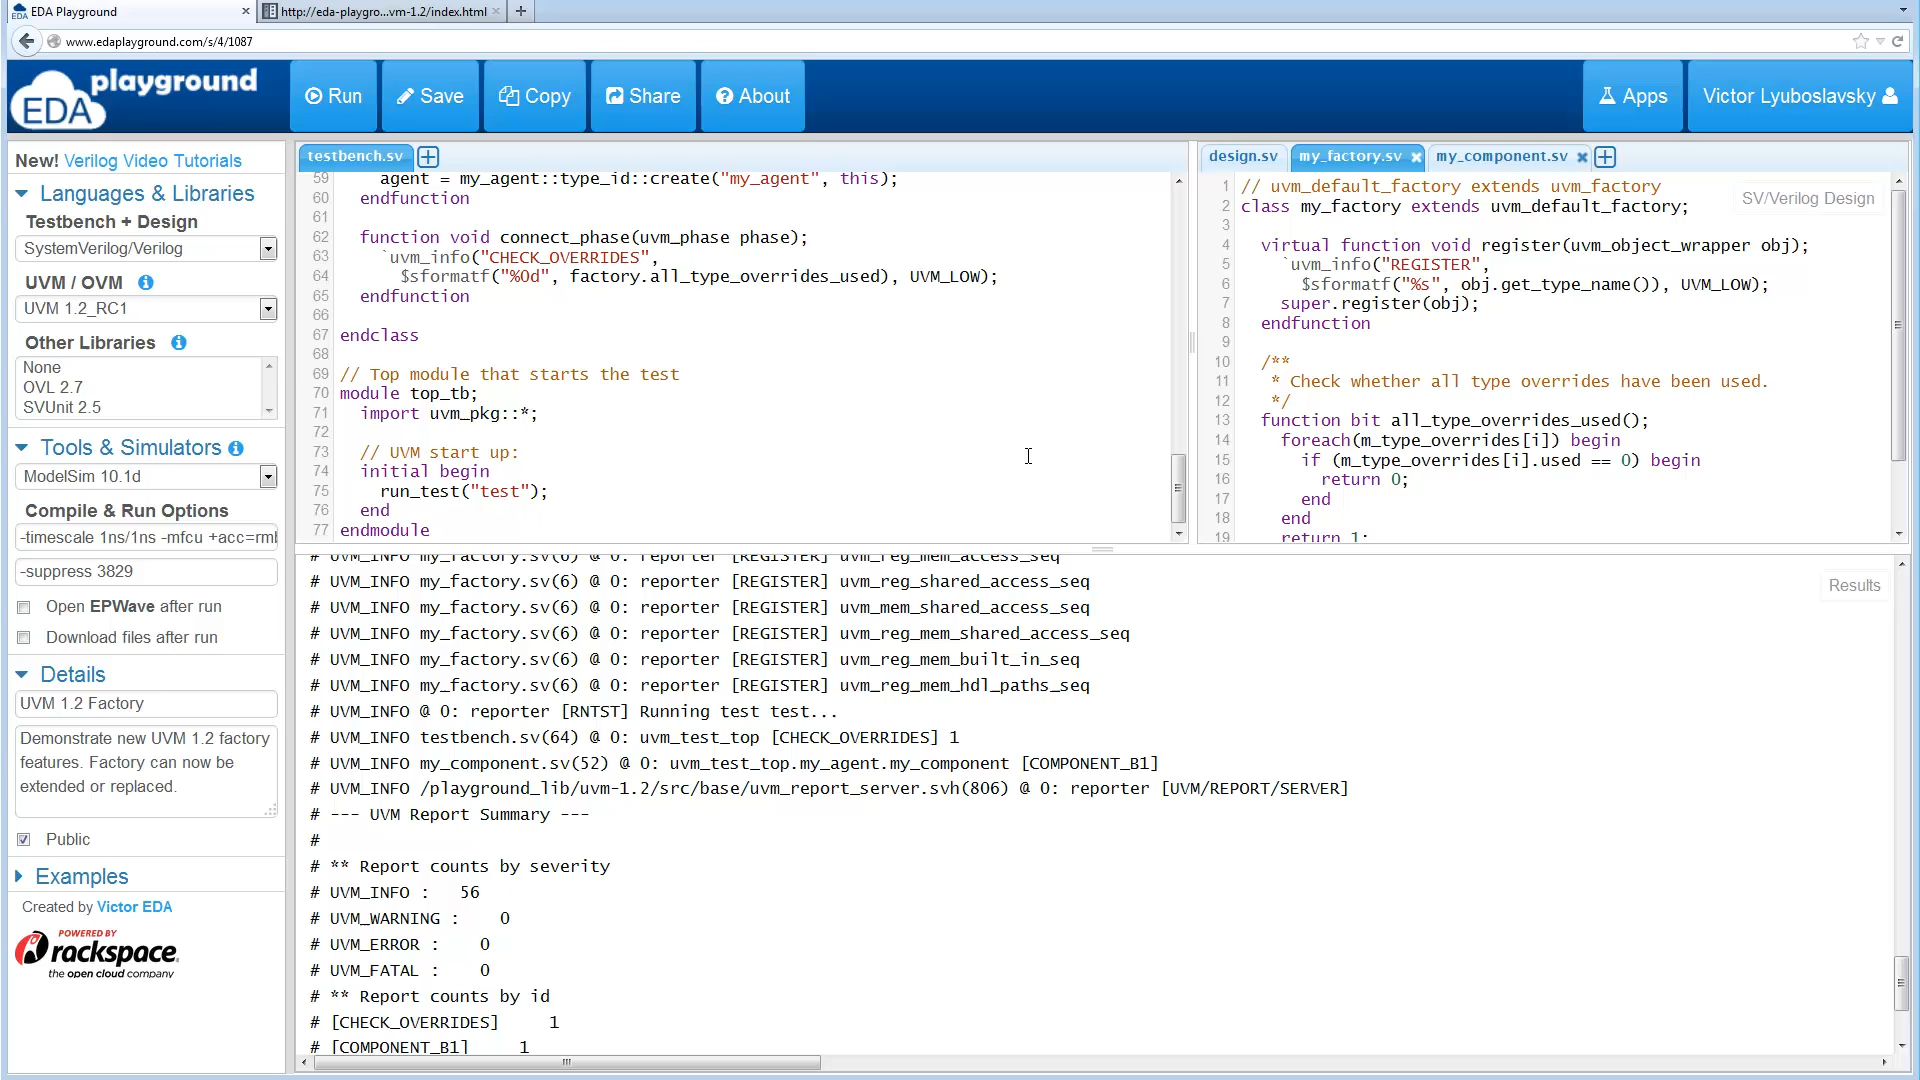 EDA Playground
http://eda-playgro...vm-1.2/index.html
www.edaplayground.com/s/4/1087
EDA playground
Run
Save
Copy
Share
About
Apps
Victor Lyuboslavsky
New! Verilog Video Tutorials
Languages & Libraries
Testbench + Design
SystemVerilog/Verilog
UVM / OVM
UVM 1.2_RC1
Other Libraries
None
OVL 2.7
SVUnit 2.5
Tools & Simulators
ModelSim 10.1d
Compile & Run Options
-timescale 1ns/1ns -mfcu +acc=rml
-suppress 3829
Open EPWave after run
Download files after run
Details
UVM 1.2 Factory
Demonstrate new UVM 1.2 factory
features. Factory can now be
extended or replaced.
Public
Examples
Created by Victor EDA
POWERED BY
rackspace.
the open cloud company
testbench.sv
59 agent = my_agent::type_id::create("my_agent", this);
60 endfunction
61
62 function void connect_phase(uvm_phase phase);
63 `uvm_info("CHECK_OVERRIDES",
64 $sformatf("%0d", factory.all_type_overrides_used), UVM_LOW);
65 endfunction
66
67 endclass
68
69 // Top module that starts the test
70 module top_tb;
71 import uvm_pkg::*;
72
73 // UVM start up:
74 initial begin
75 run_test("test");
76 end
77 endmodule
design.sv
my_factory.sv
my_component.sv
SV/Verilog Design
1 // uvm_default_factory extends uvm_factory
2 class my_factory extends uvm_default_factory;
3
4 virtual function void register(uvm_object_wrapper obj);
5 `uvm_info("REGISTER",
6 $sformatf("%s", obj.get_type_name()), UVM_LOW);
7 super.register(obj);
8 endfunction
9
10 /**
11 * Check whether all type overrides have been used.
12 */
13 function bit all_type_overrides_used();
14 foreach(m_type_overrides[i]) begin
15 if (m_type_overrides[i].used == 0) begin
16 return 0;
17 end
18 end
19 return 1;
Results
# UVM_INFO my_factory.sv(6) @ 0: reporter [REGISTER] uvm_reg_mem_access_seq
# UVM_INFO my_factory.sv(6) @ 0: reporter [REGISTER] uvm_reg_shared_access_seq
# UVM_INFO my_factory.sv(6) @ 0: reporter [REGISTER] uvm_mem_shared_access_seq
# UVM_INFO my_factory.sv(6) @ 0: reporter [REGISTER] uvm_reg_mem_shared_access_seq
# UVM_INFO my_factory.sv(6) @ 0: reporter [REGISTER] uvm_reg_mem_built_in_seq
# UVM_INFO my_factory.sv(6) @ 0: reporter [REGISTER] uvm_reg_mem_hdl_paths_seq
# UVM_INFO @ 0: reporter [RNTST] Running test test...
# UVM_INFO testbench.sv(64) @ 0: uvm_test_top [CHECK_OVERRIDES] 1
# UVM_INFO my_component.sv(52) @ 0: uvm_test_top.my_agent.my_component [COMPONENT_B1]
# UVM_INFO /playground_lib/uvm-1.2/src/base/uvm_report_server.svh(806) @ 0: reporter [UVM/REPORT/SERVER]
# --- UVM Report Summary ---
#
# ** Report counts by severity
# UVM_INFO : 56
# UVM_WARNING : 0
# UVM_ERROR : 0
# UVM_FATAL : 0
# ** Report counts by id
# [CHECK_OVERRIDES] 1
# [COMPONENT_B1] 1